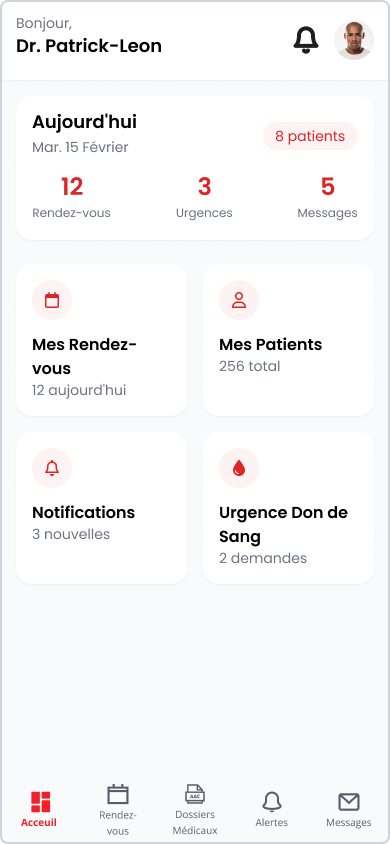 Bonjour,
Dr. Patrick-Leon
Aujourd'hui
8 patients
Mar. 15 Février
12
3
5
Rendez-vous
Urgences
Messages
Mes Rendez-
vous
12 aujourd'hui
Mes Patients
256 total
Notifications
3 nouvelles
Urgence Don de
Sang
2 demandes
AAC
Acceuil
Rendez-
vous
Dossiers
Médicaux
Alertes
Messages